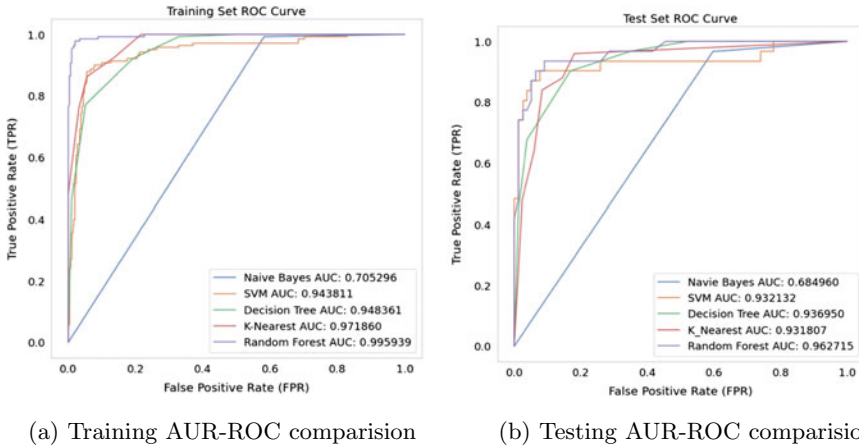 Training Set ROC Curve
True Positive Rate (TPR)
1.0
0.8
0.6
0.4
0.2
0.0
Naive Bayes AUC: 0.705296
SVM AUC: 0.943811
Decision Tree AUC: 0.948361
K-Nearest AUC: 0.971860
Random Forest AUC: 0.995939
0.0 0.2 0.4 0.6 0.8 1.0
False Positive Rate (FPR)
(a) Training AUR-ROC comparision
Test Set ROC Curve
True Positive Rate (TPR)
1.0
0.8
0.6
0.4
0.2
0.0
Navie Bayes AUC: 0.684960
SVM AUC: 0.932132
Decision Tree AUC: 0.936950
K_Nearest AUC: 0.931807
Random Forest AUC: 0.962715
0.0 0.2 0.4 0.6 0.8 1.0
False Positive Rate (FPR)
(b) Testing AUR-ROC comparisio